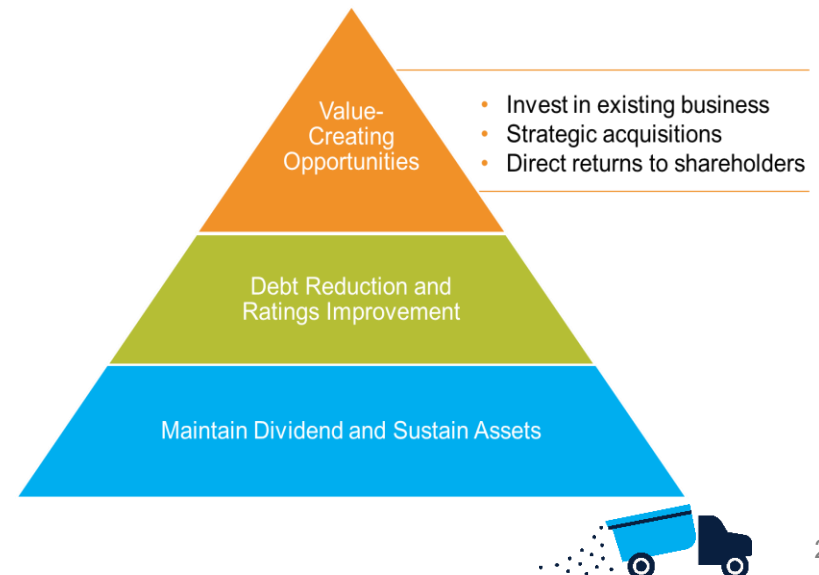 Value-
Creating
Opportunities
• Invest in existing business
• Strategic acquisitions
• Direct returns to shareholders
Debt Reduction and
Ratings Improvement
Maintain Dividend and Sustain Assets